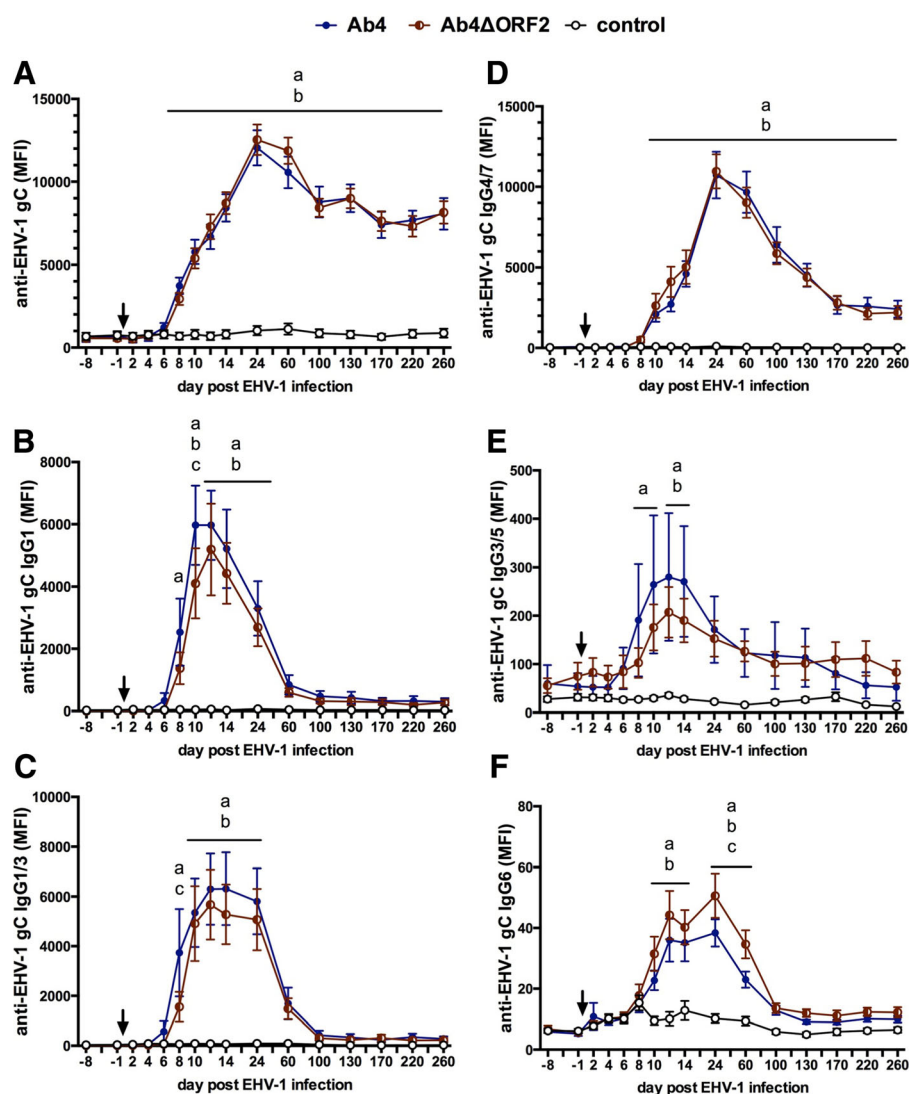 Ab4 Ab4ΔORF2 control
A
a
b
15000
10000
5000
0
anti-EHV-1 gC (MFI)
-8 -1 2 4 6 8 10 14 24 60 100 130 170 220 260
day post EHV-1 infection
D
a
b
15000
10000
5000
0
anti-EHV-1 gC IgG4/7 (MFI)
-8 -1 2 4 6 8 10 14 24 60 100 130 170 220 260
day post EHV-1 infection
B
a
b
c
a
b
a
8000
6000
4000
2000
0
anti-EHV-1 gC IgG1 (MFI)
-8 -1 2 4 6 8 10 14 24 60 100 130 170 220 260
day post EHV-1 infection
E
a
a
b
500
400
300
200
100
0
anti-EHV-1 gC IgG3/5 (MFI)
-8 -1 2 4 6 8 10 14 24 60 100 130 170 220 260
day post EHV-1 infection
C
a
b
a
c
10000
8000
6000
4000
2000
0
anti-EHV-1 gC IgG1/3 (MFI)
-8 -1 2 4 6 8 10 14 24 60 100 130 170 220 260
day post EHV-1 infection
F
a
b
a
b
c
80
60
40
20
0
anti-EHV-1 gC IgG6 (MFI)
-8 -1 2 4 6 8 10 14 24 60 100 130 170 220 260
day post EHV-1 infection